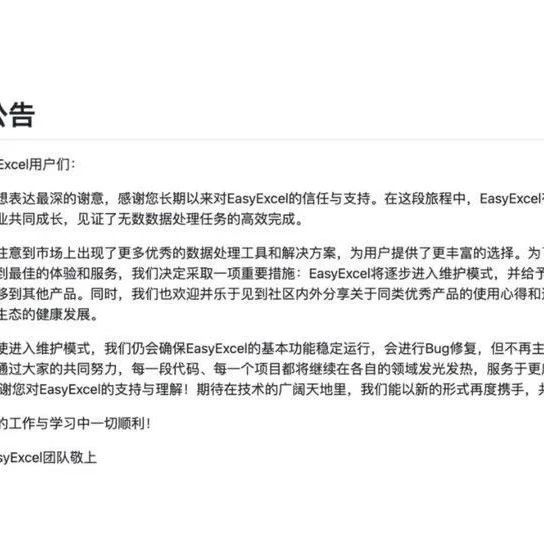 公告
Excel用户们：
想表达最深的谢意，感谢您长期以来对EasyExcel的信任与支持。在这段旅程中，EasyExcel
业共同成长，见证了无数数据处理任务的高效完成。
注意到市场上出现了更多优秀的数据处理工具和解决方案，为用户提供了更丰富的选择。为
到最佳的体验和服务，我们决定采取一项重要措施：EasyExcel将逐步进入维护模式，并给予
移到其他产品。同时，我们也欢迎并乐于见到社区内外分享关于同类优秀产品的使用心得和
生态的健康发展。
使进入维护模式，我们仍会确保EasyExcel的基本功能稳定运行，会进行Bug修复，但不再主
通过大家的共同努力，每一段代码、每一个项目都将继续在各自的领域发光发热，服务于更
谢您对EasyExcel的支持与理解！期待在技术的广阔天地里，我们能以新的形式再度携手，
的工作与学习中一切顺利！
syExcel团队敬上